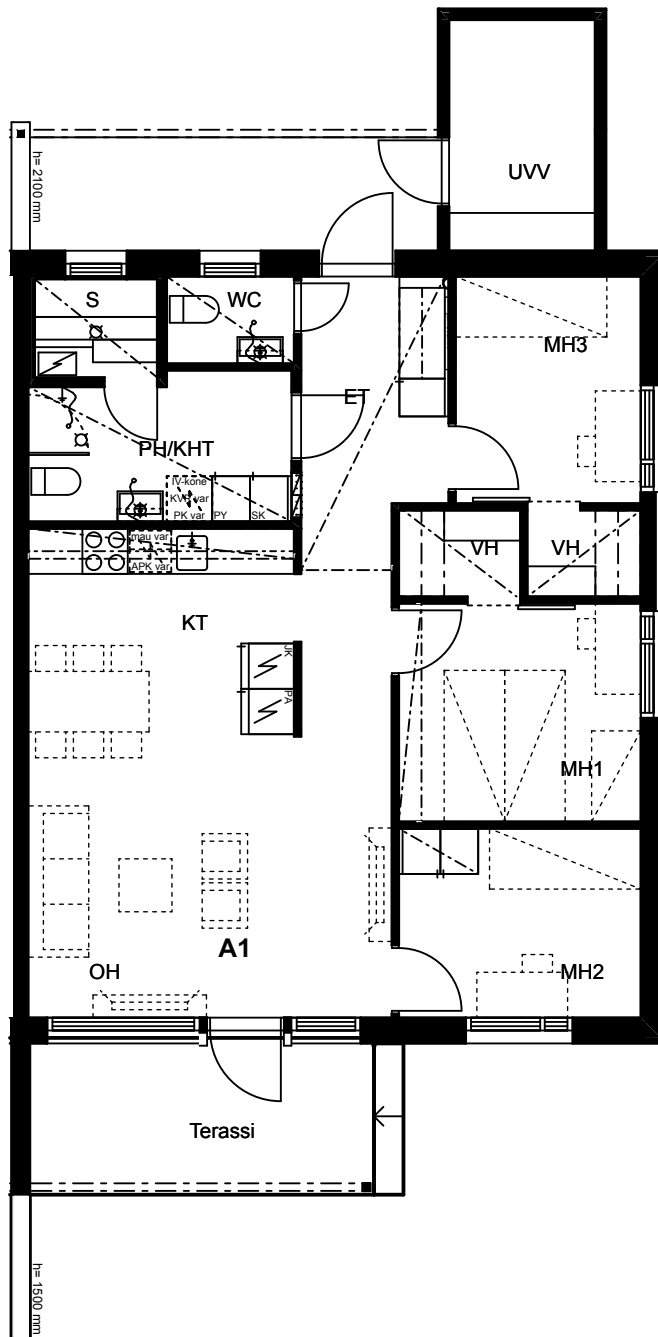 UVV
h= 2100 mm
S
WC
MH3
ET
PH/KHT
IV-kone
KVR var
PK var
PY
SK
mau var
APK var
VH
VH
KT
JK
PA
MH1
A1
OH
MH2
Terassi
h= 1500 mm